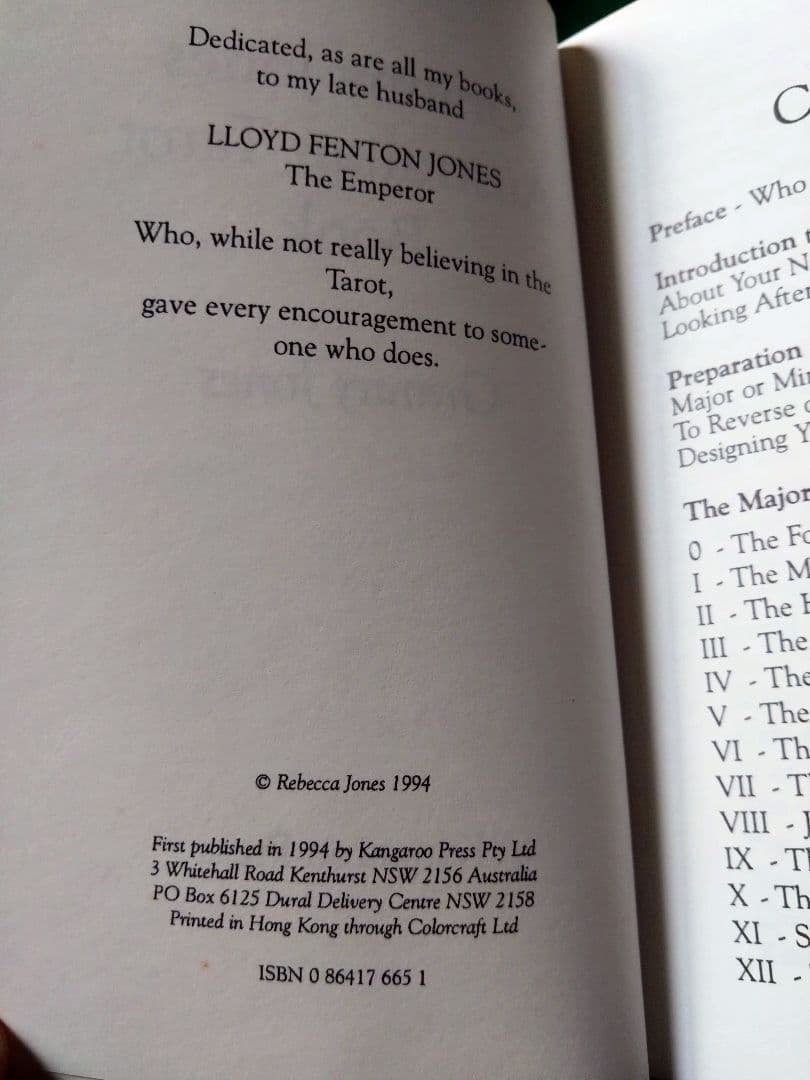 Dedicated, as are all my books,
to my late husband
LLOYD FENTON JONES
The Emperor
Who, while not really believing in the
Tarot,
gave every encouragement to some-
one who does.
© Rebecca Jones 1994
First published in 1994 by Kangaroo Press Pty Ltd
3 Whitehall Road Kenthurst NSW 2156 Australia
PO Box 6125 Dural Delivery Centre NSW 2158
Printed in Hong Kong through Colorcraft Ltd
ISBN 0 86417 665 1
C
Preface - Who
Introduction
About Your
Looking After
Preparation
Major or
To Reverse
Designing
The Major
0 - The
I - The
II - The
III - The
IV - The
V - The
VI -
VII -
VIII -
IX -
X -
XI -
XII -